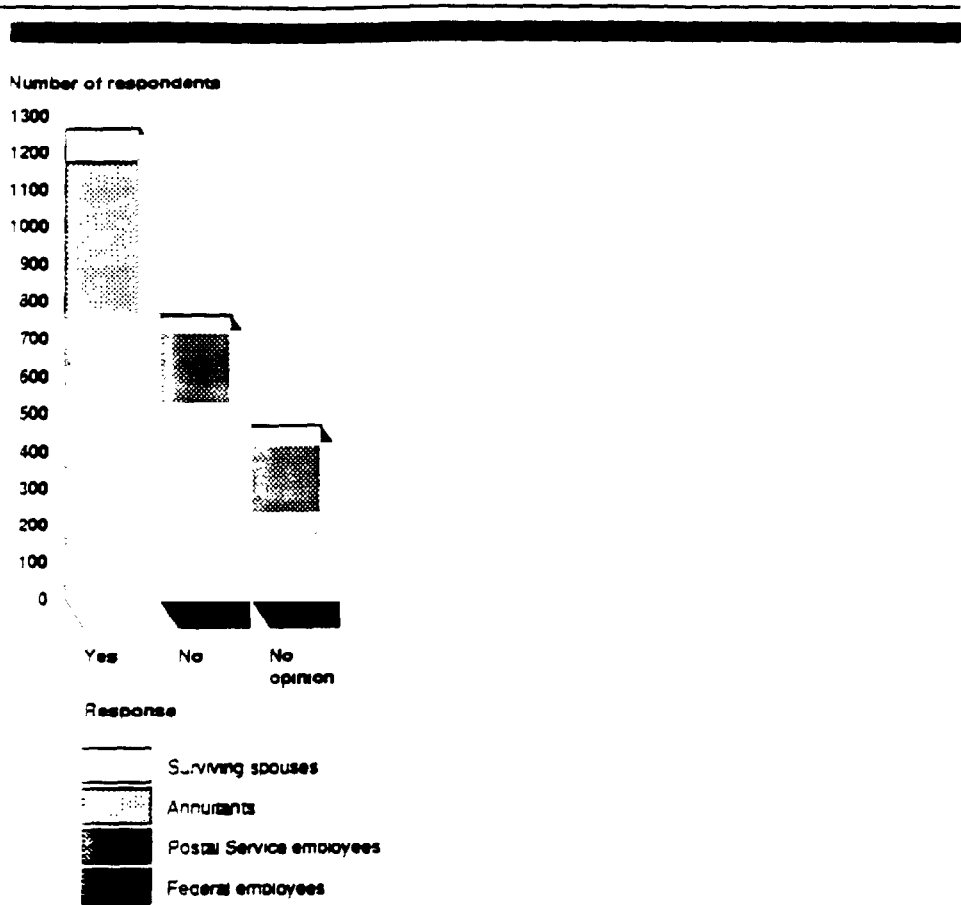 Number of respondents
1300
1200
1100
1000
900
800
700
600
500
400
300
200
100
0
Yes No No
opinion
Response
Surviving spouses
Annuitants
Postal Service employees
Federal employees